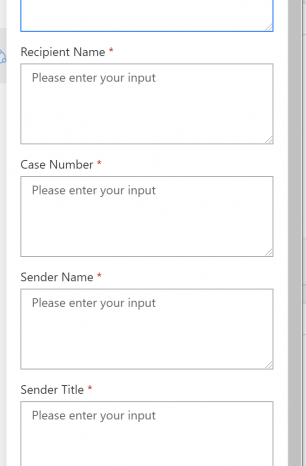 Recipient Name *
Please enter your input
Case Number *
Please enter your input
Sender Name *
Please enter your input
Sender Title *
Please enter your input